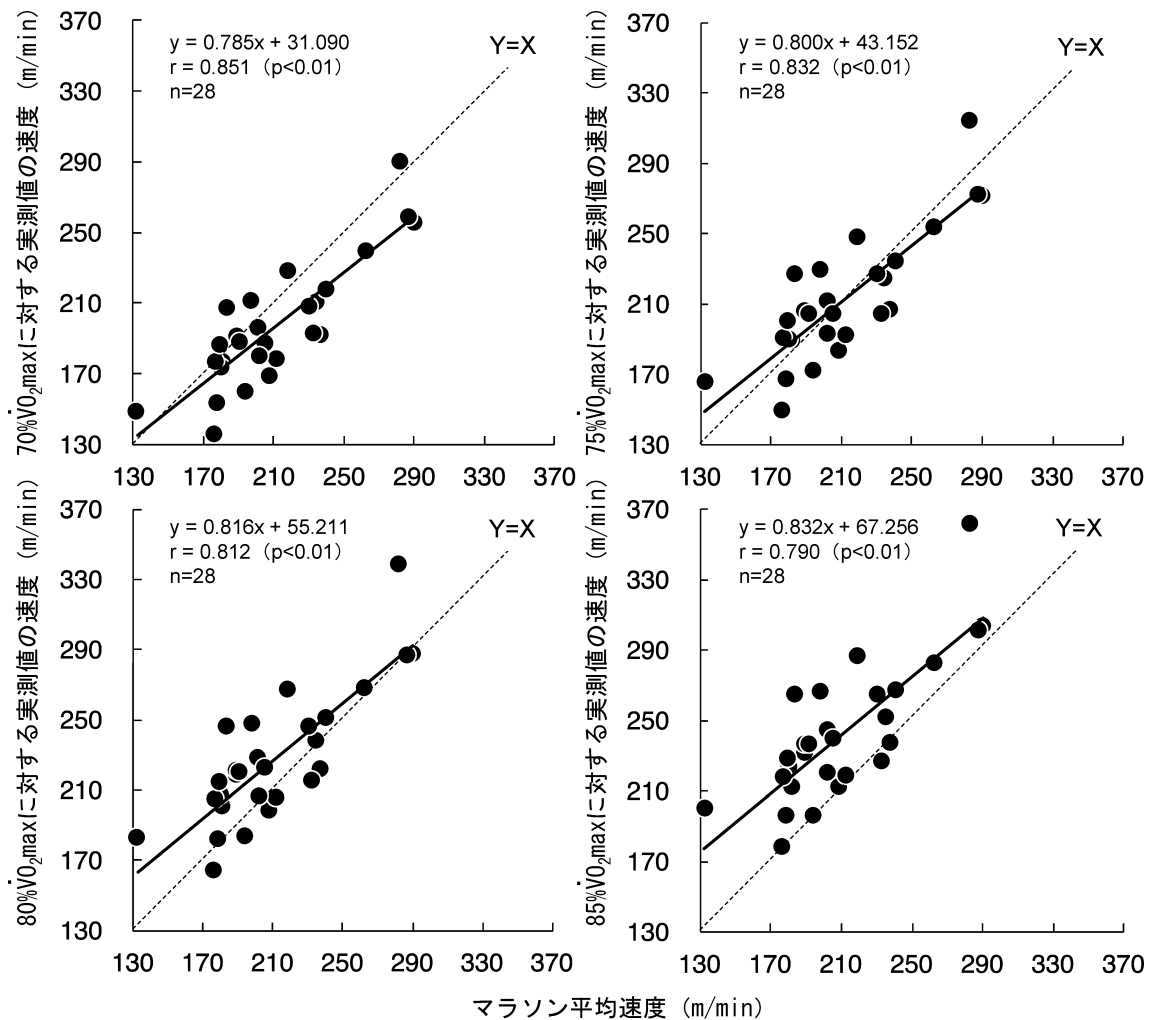 70%V̇O₂maxに対する実測値の速度 (m/min)
370
330
290
250
210
170
130
y = 0.785x + 31.090
r = 0.851（p<0.01）
n=28
Y=X
130 170 210 250 290 330 370
75%V̇O₂maxに対する実測値の速度 (m/min)
370
330
290
250
210
170
130
y = 0.800x + 43.152
r = 0.832（p<0.01）
n=28
Y=X
130 170 210 250 290 330 370
80%V̇O₂maxに対する実測値の速度 (m/min)
370
330
290
250
210
170
130
y = 0.816x + 55.211
r = 0.812（p<0.01）
n=28
Y=X
130 170 210 250 290 330 370
85%V̇O₂maxに対する実測値の速度 (m/min)
370
330
290
250
210
170
130
y = 0.832x + 67.256
r = 0.790（p<0.01）
n=28
Y=X
130 170 210 250 290 330 370
マラソン平均速度 (m/min)